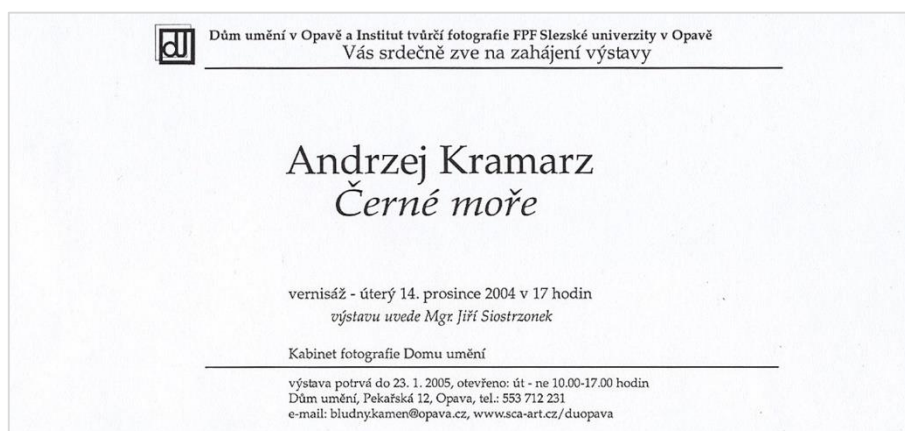 Dům umění v Opavě a Institut tvůrčí fotografie FPF Slezské univerzity v Opavě
Vás srdečně zve na zahájení výstavy
Andrzej Kramarz
Černé moře
vernisáž - úterý 14. prosince 2004 v 17 hodin
výstavu uvede Mgr. Jiří Siostrzonek
Kabinet fotografie Domu umění
výstava potrvá do 23. 1. 2005, otevřeno: út - ne 10.00-17.00 hodin
Dům umění, Pekařská 12, Opava, tel.: 553 712 231
e-mail: bludny.kamen@opava.cz, www.sca-art.cz/duopava